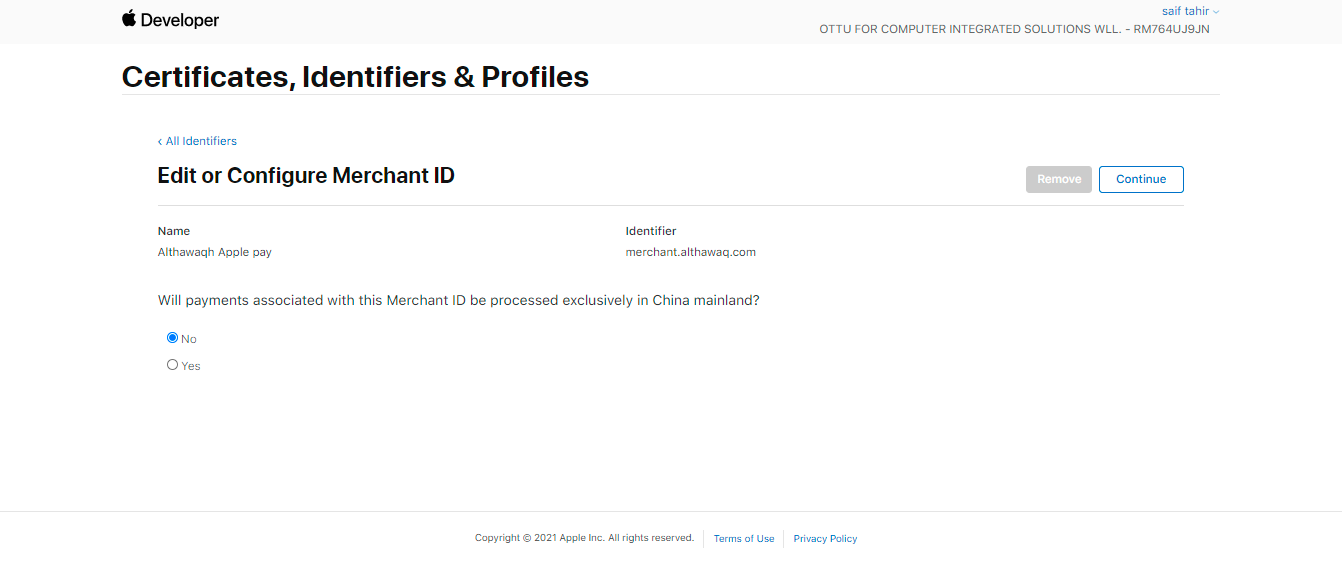 Developer
saif tahir
OTTU FOR COMPUTER INTEGRATED SOLUTIONS WLL. - RM764UJ9JN
Certificates, Identifiers & Profiles
‹ All Identifiers
Edit or Configure Merchant ID
Remove
Continue
Name
Identifier
Althawaqh Apple pay
merchant.althawaq.com
Will payments associated with this Merchant ID be processed exclusively in China mainland?
No
Yes
Copyright © 2021 Apple Inc. All rights reserved.
Terms of Use
Privacy Policy